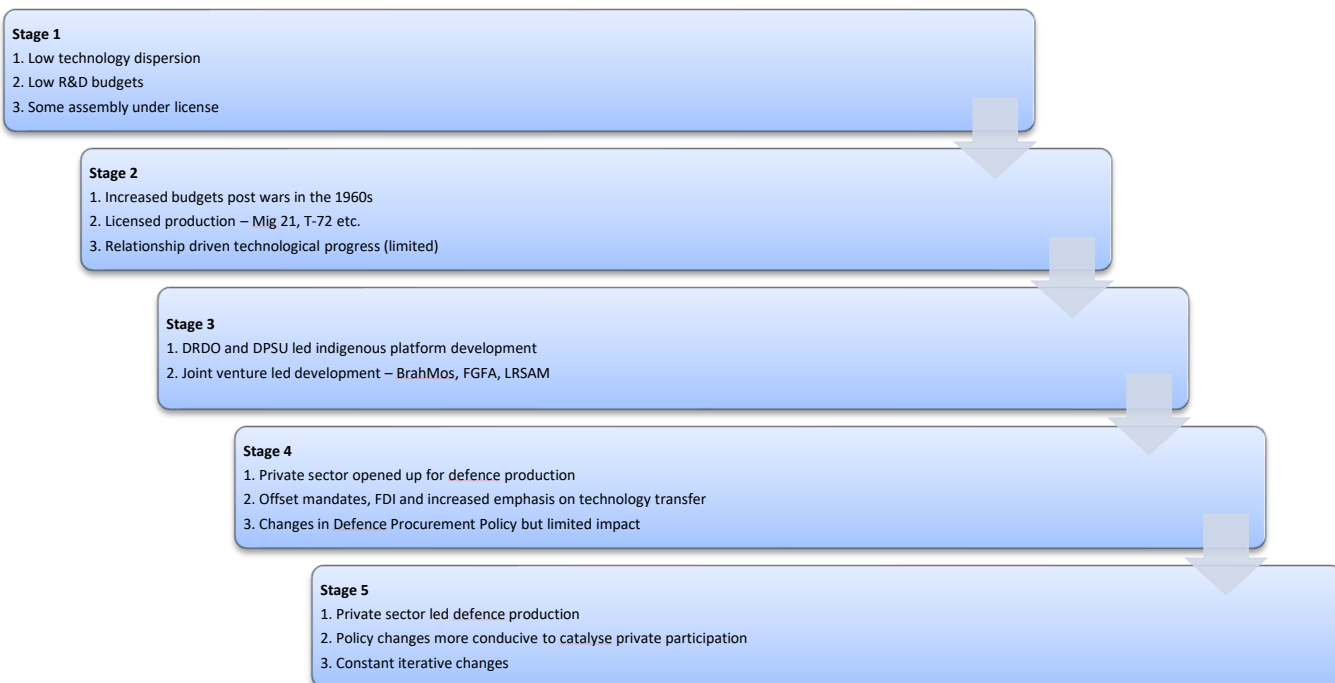 Stage 1
1. Low technology dispersion
2. Low R&D budgets
3. Some assembly under license
Stage 2
1. Increased budgets post wars in the 1960s
2. Licensed production – Mig 21, T-72 etc.
3. Relationship driven technological progress (limited)
Stage 3
1. DRDO and DPSU led indigenous platform development
2. Joint venture led development – BrahMos, FGFA, LRSAM
Stage 4
1. Private sector opened up for defence production
2. Offset mandates, FDI and increased emphasis on technology transfer
3. Changes in Defence Procurement Policy but limited impact
Stage 5
1. Private sector led defence production
2. Policy changes more conducive to catalyse private participation
3. Constant iterative changes